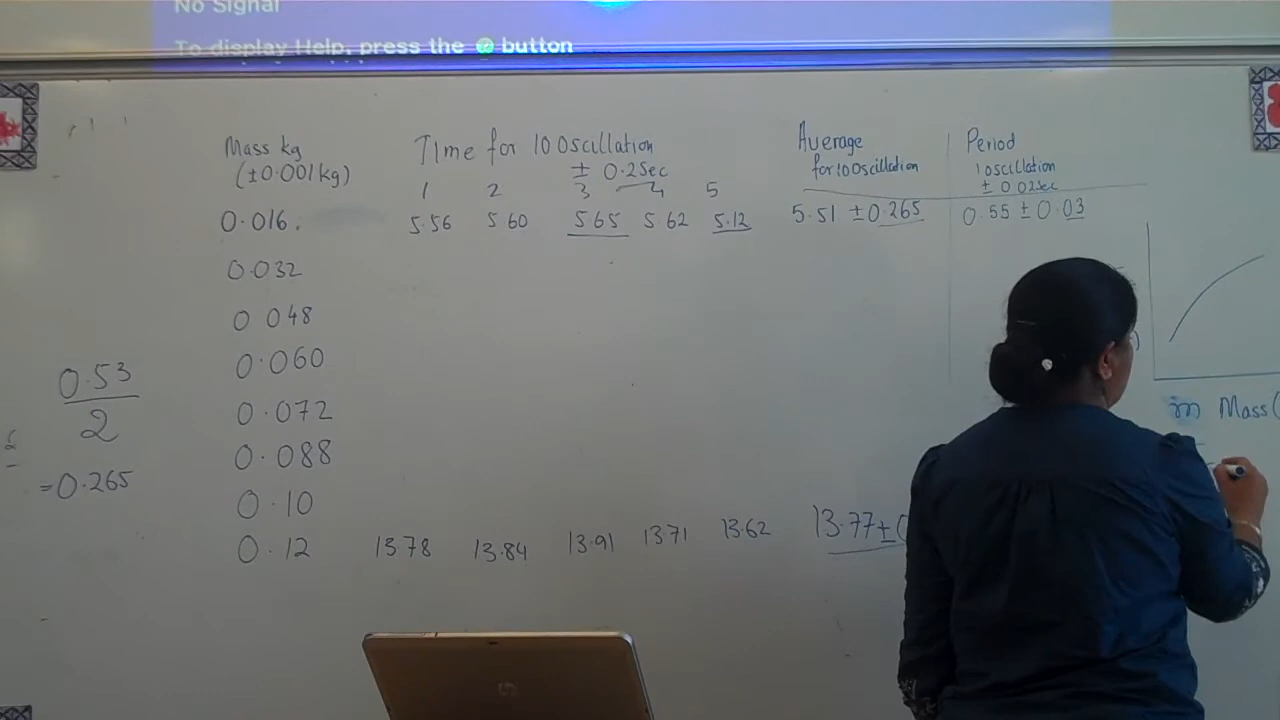 No Signal
To display Help, press the ? button
Mass kg
(±0.001kg)
Time for 10 Oscillation
± 0.2Sec
1 2 3 4 5
Average
for 10 Oscillation
Period
1 oscillation
± 0.02sec
0.016. 5.56 5.60 5.65 5.62 5.12 5.51 ±0.265 0.55 ±0.03
0.032
0.048
0.060
0.072
0.088
0.10
0.12 13.78 13.84 13.91 13.71 13.62 13.77±0
0.53
2
=0.265
Mass(